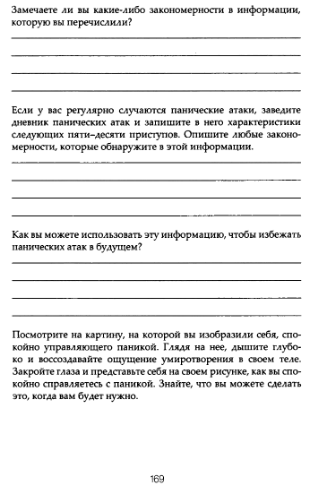 Замечаете ли вы какие-либо закономерности в информации,
которую вы перечислили?
Если у вас регулярно случаются панические атаки, заведите
дневник панических атак и запишите в него характеристики
следующих пяти–десяти приступов. Опишите любые законо-
мерности, которые обнаружите в этой информации.
Как вы можете использовать эту информацию, чтобы избежать
панических атак в будущем?
Посмотрите на картину, на которой вы изобразили себя, спо-
койно управляющего паникой. Глядя на нее, дышите глубо-
ко и воссоздавайте ощущение умиротворения в своем теле.
Закройте глаза и представьте себя на своем рисунке, как вы спо-
койно справляетесь с паникой. Знайте, что вы можете сделать
это, когда вам будет нужно.
169